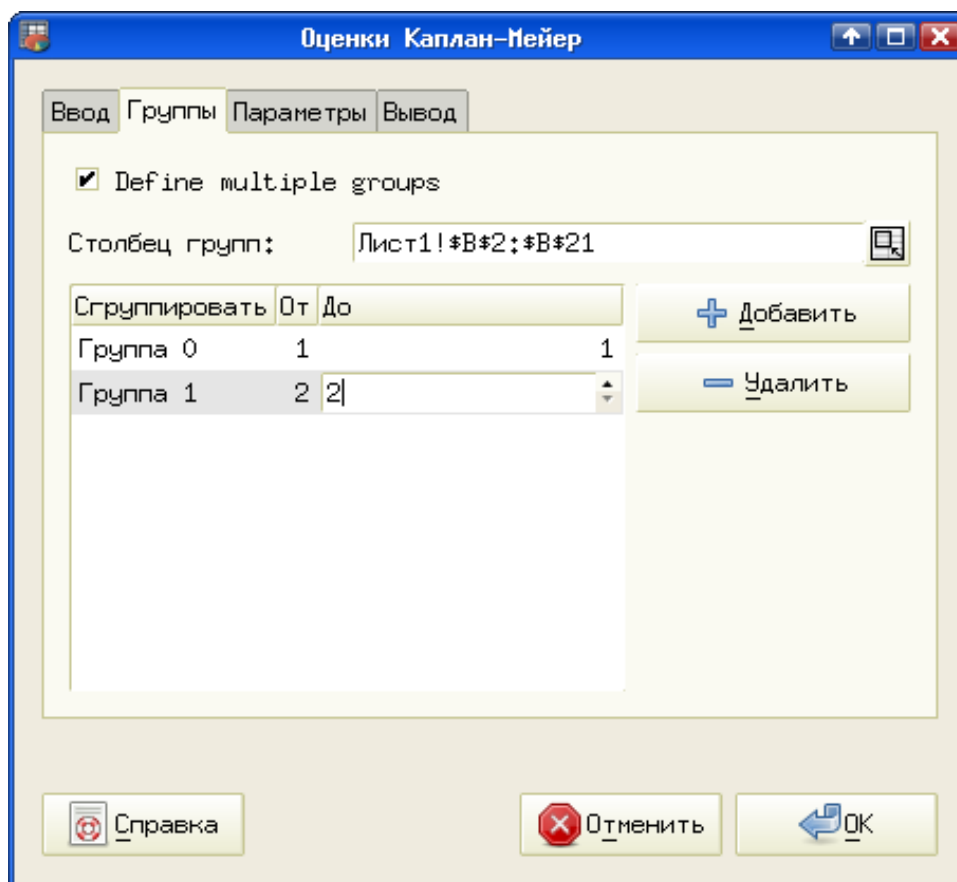 Оценки Каплан-Мейер
Ввод Группы Параметры Вывод
Define multiple groups
Столбец групп: Лист1!$B$2:$B$21
Сгруппировать От До
Добавить
Группа 0 1 1
Группа 1 2 2
Удалить
Справка Отменить OK